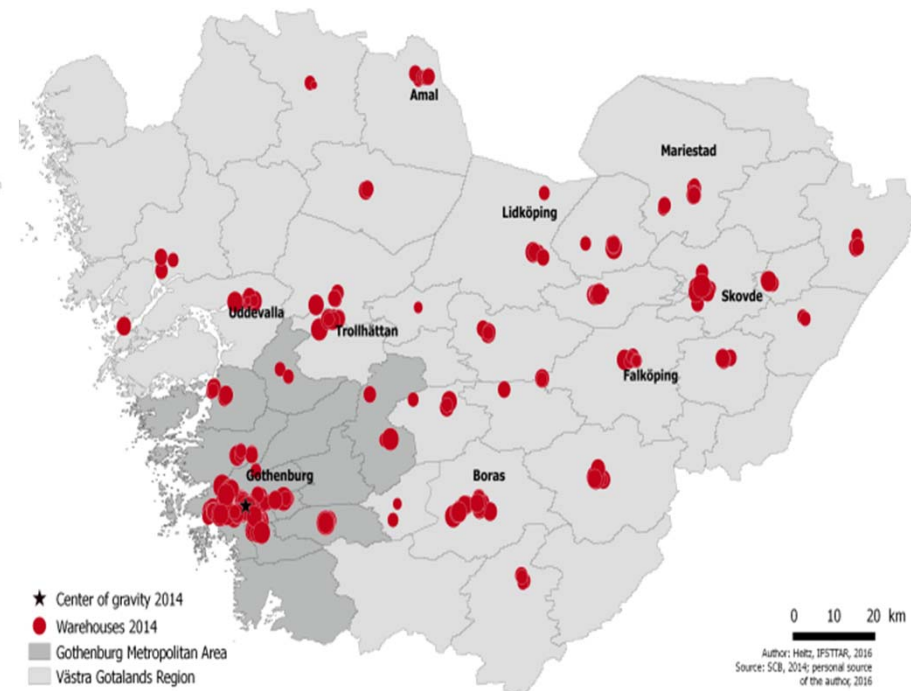 Amal
Mariestad
Lidköping
Uddevalla
Skovde
Trollhättan
Falköping
Gothenburg
Boras
Center of gravity 2014
Warehouses 2014
Gothenburg Metropolitan Area
Västra Gotalands Region
0 10 20 km
Author: Heitz, IFSTTAR, 2016
Source: SCB, 2014; personal source
of the author, 2016